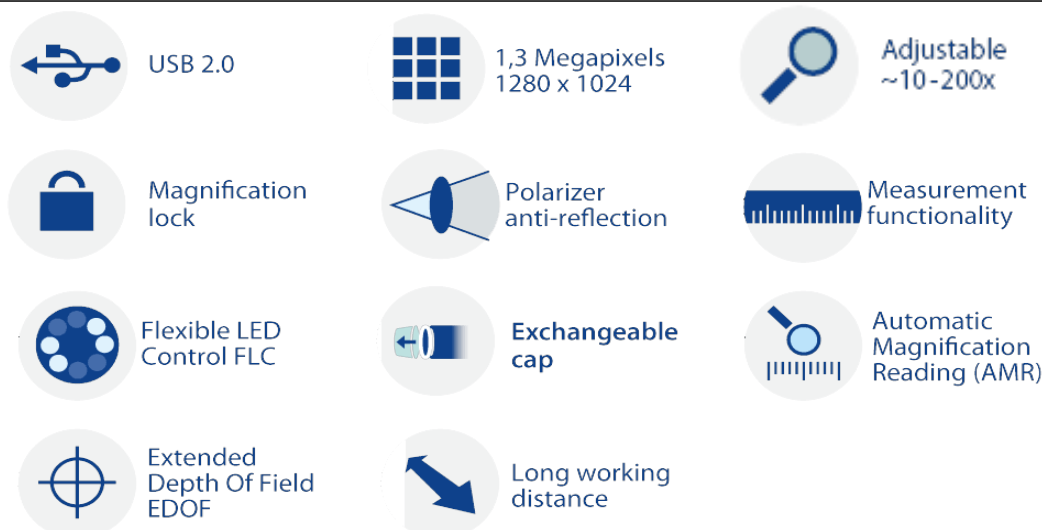 USB 2.0
1,3 Megapixels
1280 x 1024
Adjustable
~10-200x
Magnification
lock
Polarizer
anti-reflection
Measurement
functionality
Flexible LED
Control FLC
Exchangeable
cap
Automatic
Magnification
Reading (AMR)
Extended
Depth Of Field
EDOF
Long working
distance